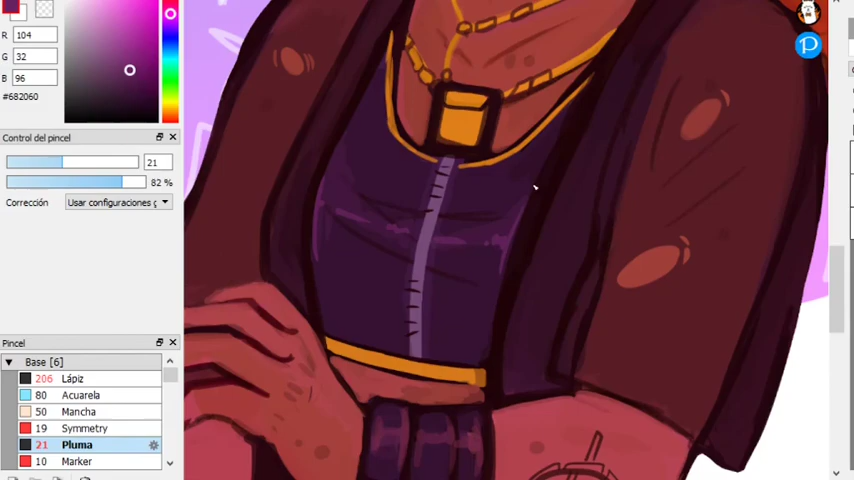 R 104
G 32
B 96
#682060
Control del pincel
21
82 %
Corrección Usar configuraciones g
Pincel
Base [6]
206 Lápiz
80 Acuarela
50 Mancha
19 Symmetry
21 Pluma
10 Marker
P